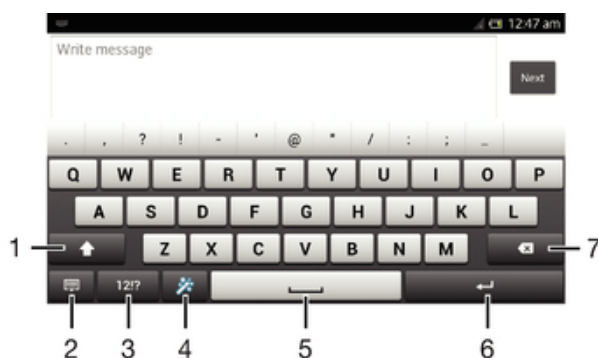 12:47 am
Write message
Next
. , ? ! - ' @ " / : ; _
Q W E R T Y U I O P
A S D F G H J K L
1 Z X C V B N M 7
12!?
2 3 4 5 6